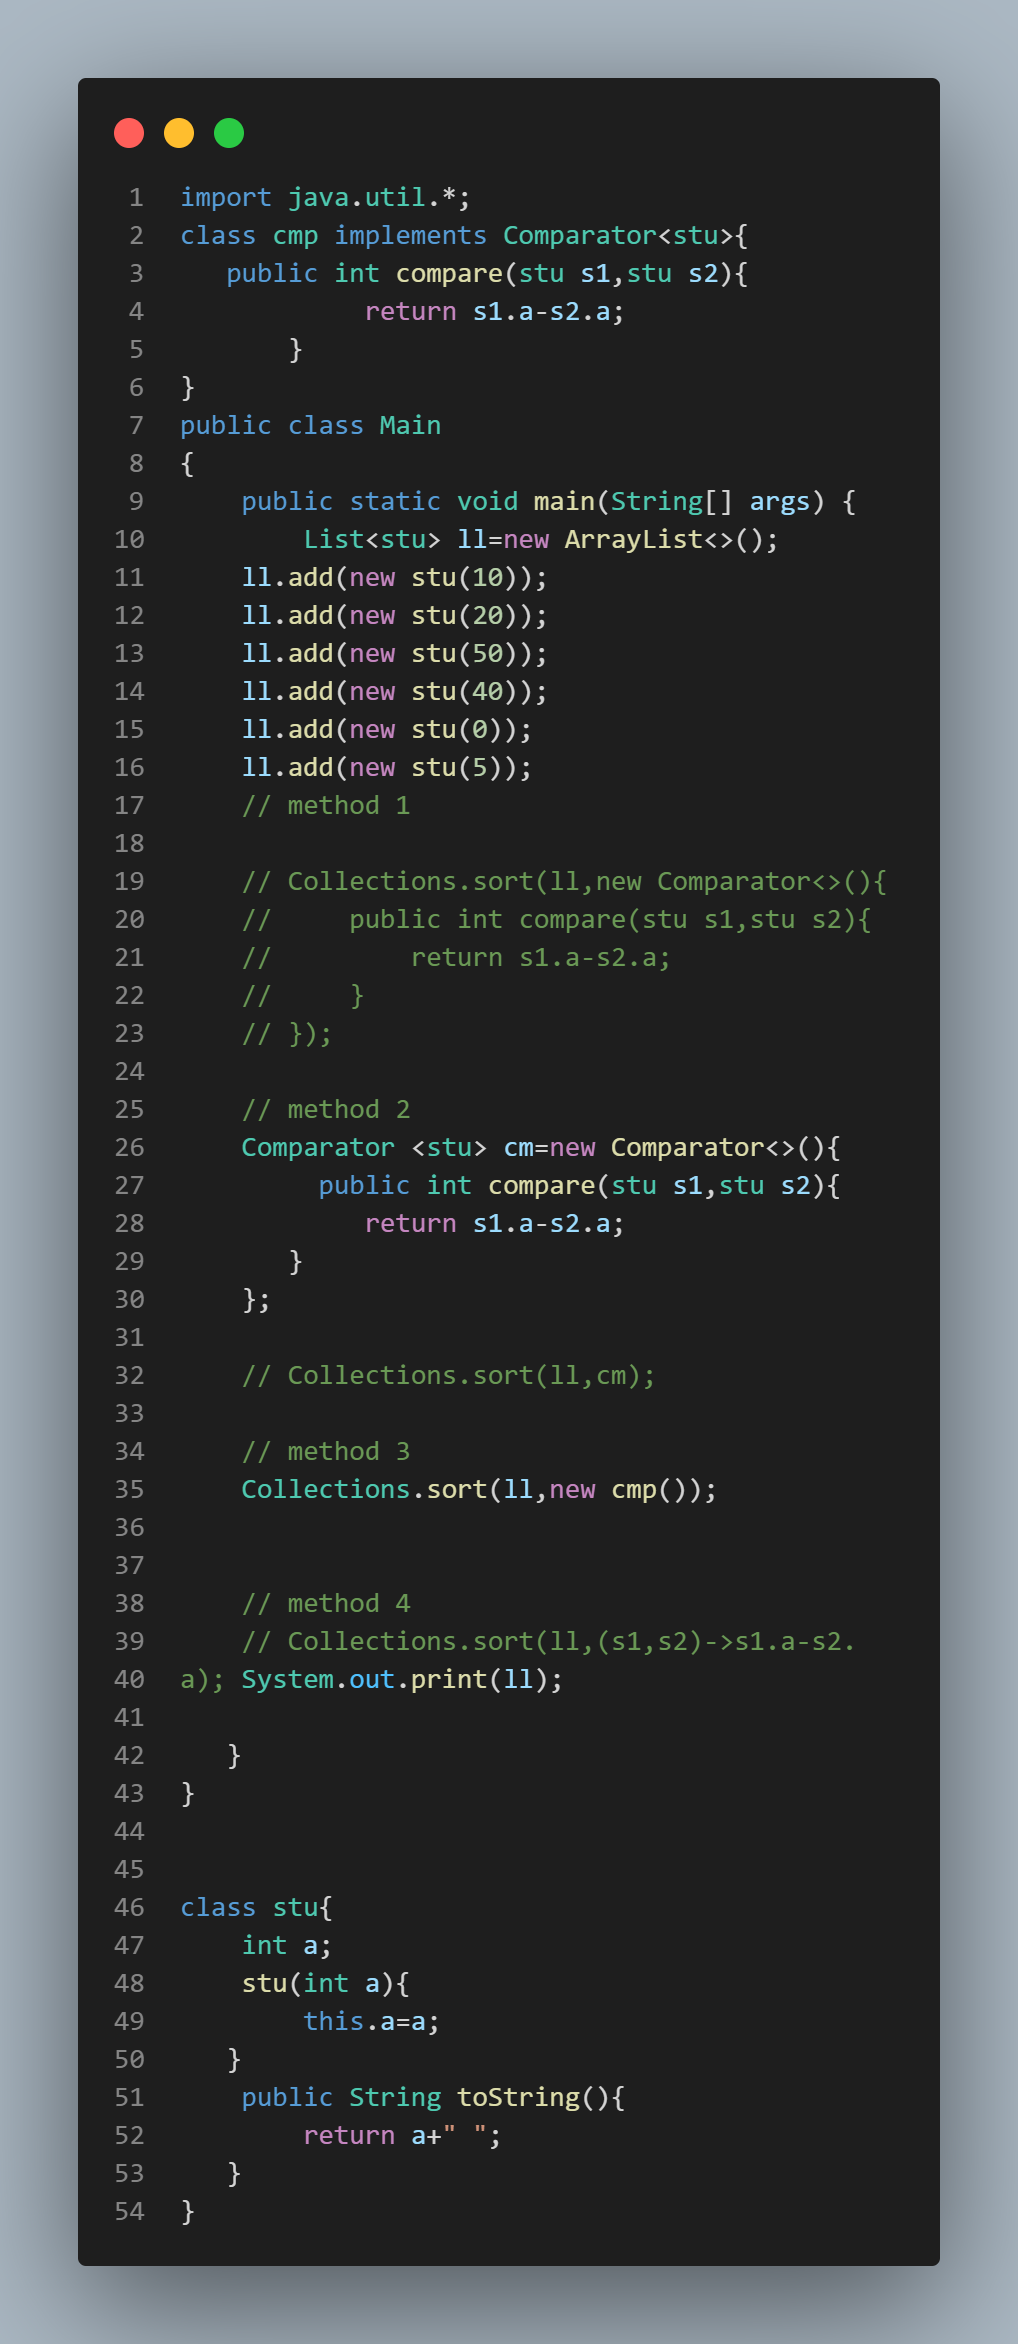 1 import java.util.*;
2 class cmp implements Comparator<stu>{
3    public int compare(stu s1,stu s2){
4             return s1.a-s2.a;
5        }
6 }
7 public class Main
8 {
9     public static void main(String[] args) {
10         List<stu> ll=new ArrayList<>();
11     ll.add(new stu(10));
12     ll.add(new stu(20));
13     ll.add(new stu(50));
14     ll.add(new stu(40));
15     ll.add(new stu(0));
16     ll.add(new stu(5));
17     // method 1
18
19     // Collections.sort(ll,new Comparator<>(){
20     //     public int compare(stu s1,stu s2){
21     //         return s1.a-s2.a;
22     //     }
23     // });
24
25     // method 2
26     Comparator <stu> cm=new Comparator<>(){
27          public int compare(stu s1,stu s2){
28             return s1.a-s2.a;
29        }
30     };
31
32     // Collections.sort(ll,cm);
33
34     // method 3
35     Collections.sort(ll,new cmp());
36
37
38     // method 4
39     // Collections.sort(ll,(s1,s2)->s1.a-s2.
40 a); System.out.print(ll);
41
42    }
43 }
44
45
46 class stu{
47     int a;
48     stu(int a){
49         this.a=a;
50    }
51     public String toString(){
52         return a+" ";
53    }
54 }